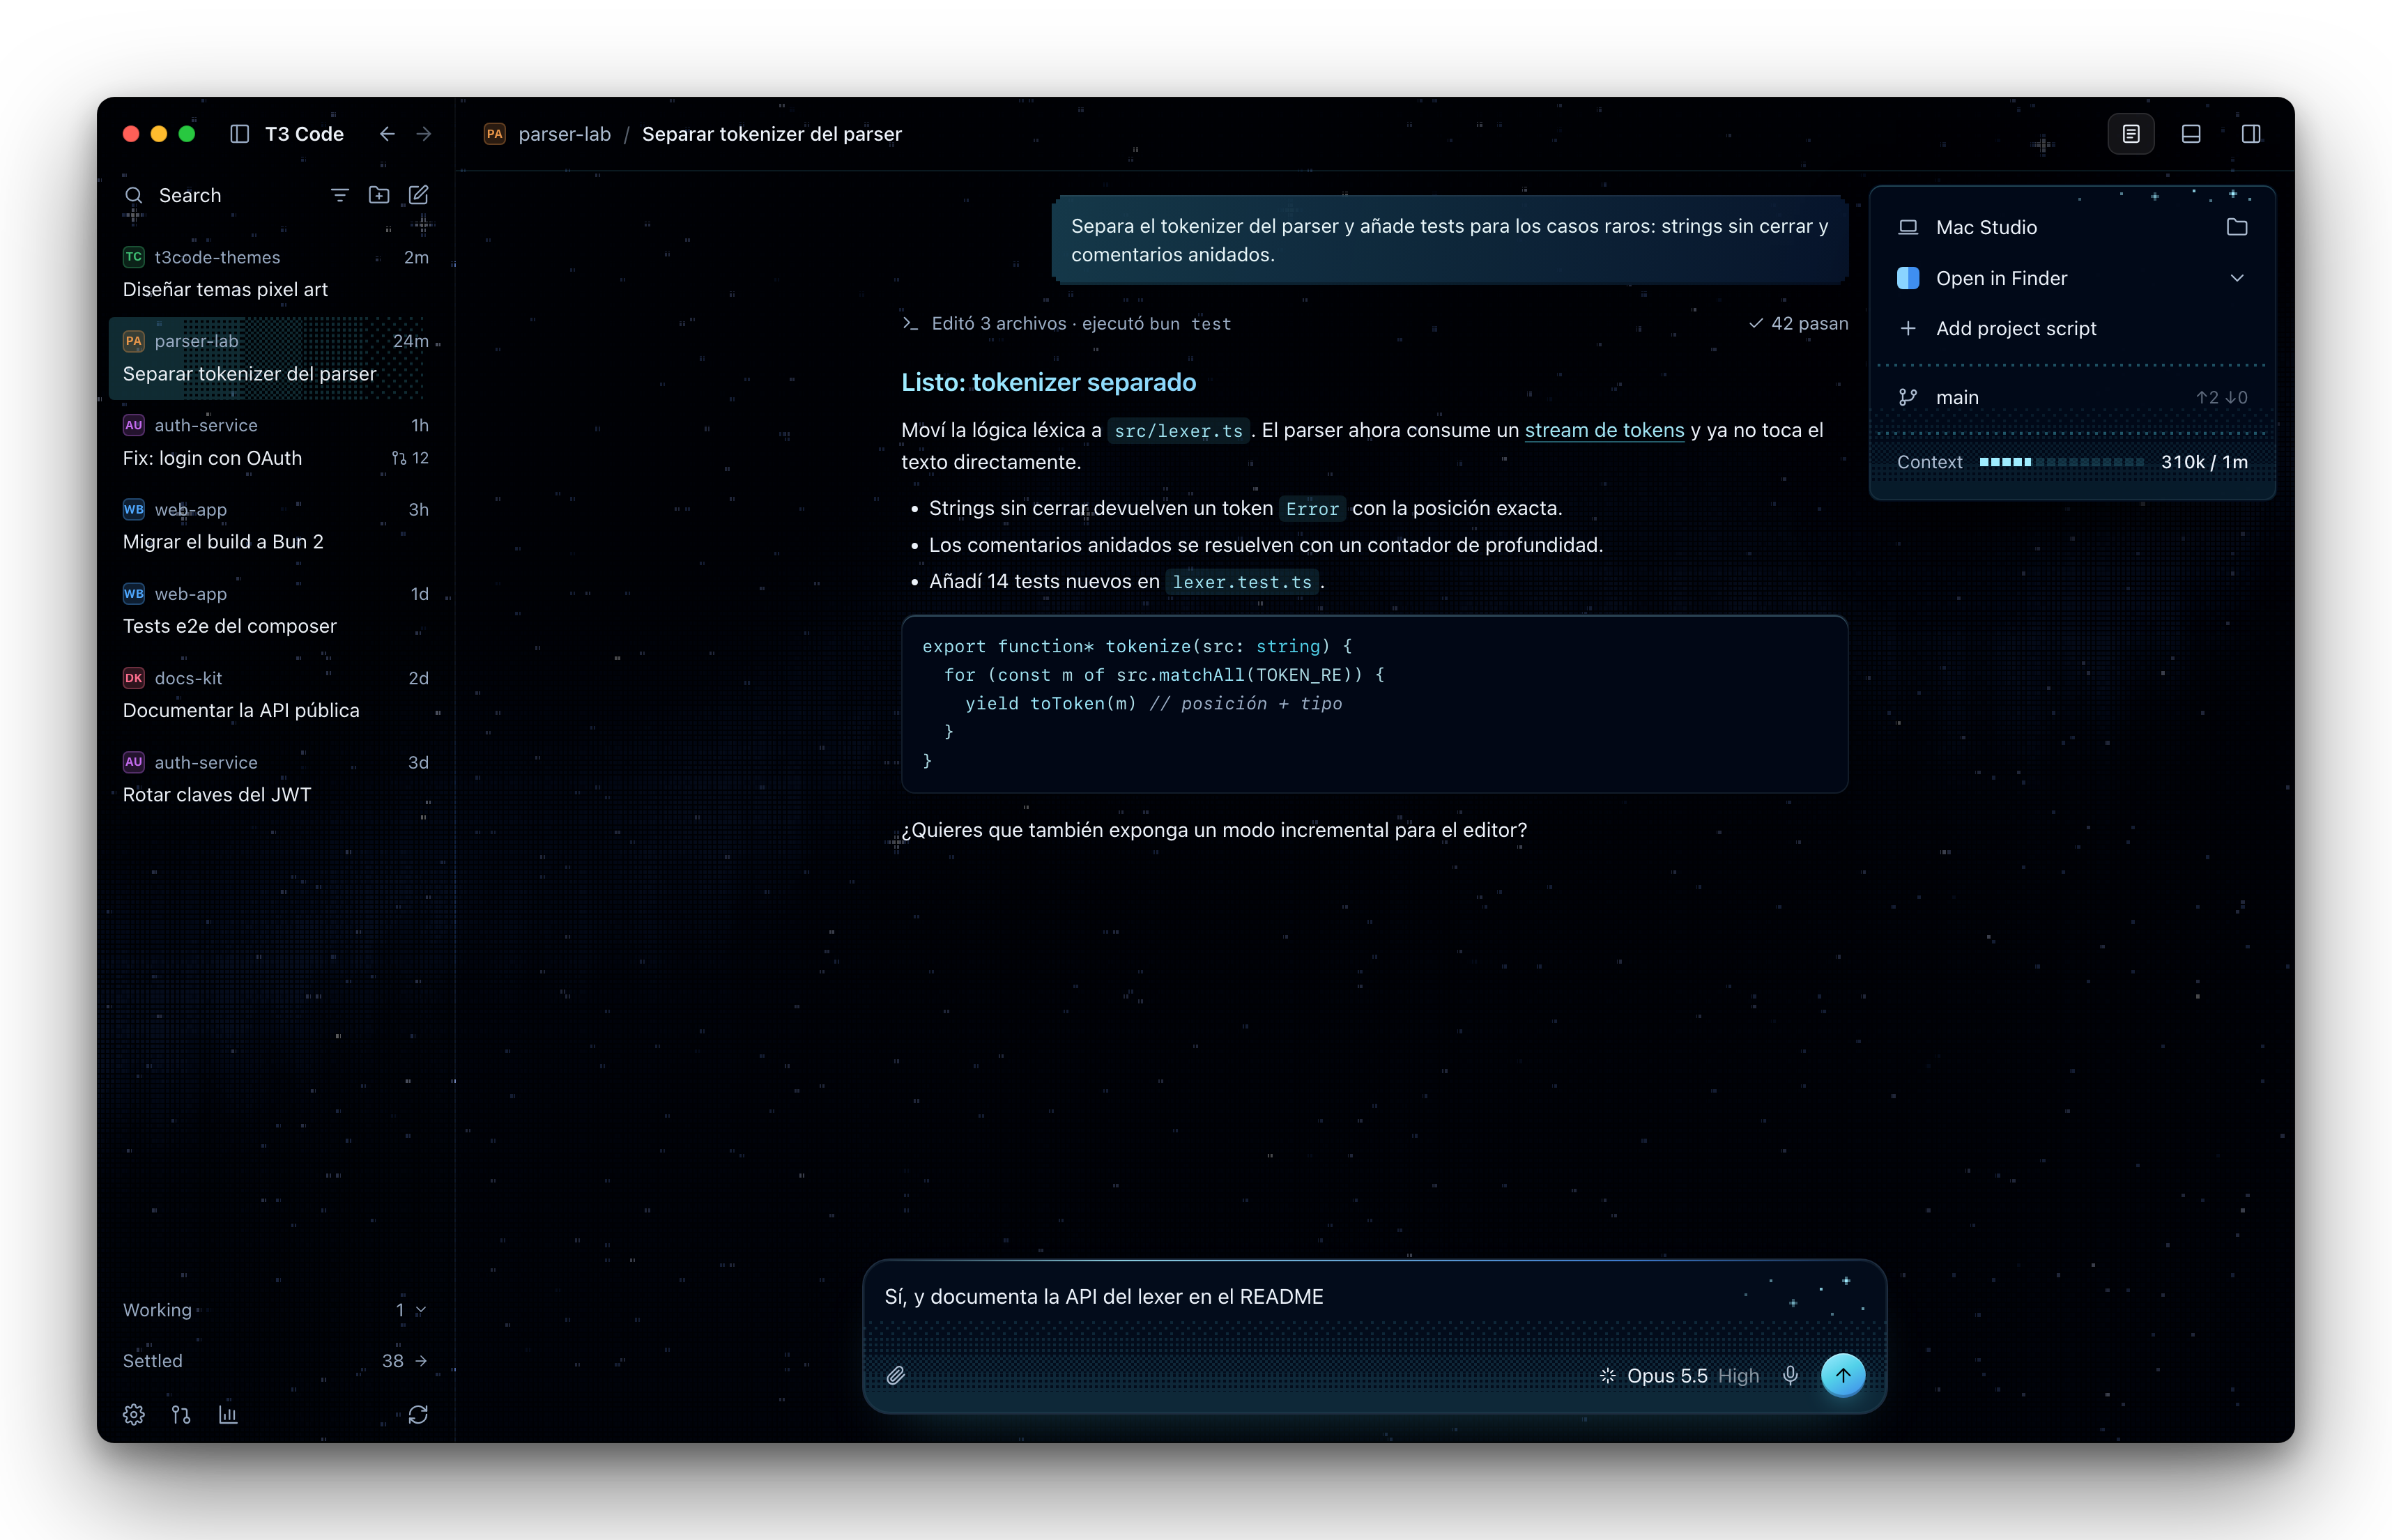 T3 Code
Search
TC t3code-themes 2m
Diseñar temas pixel art
PA parser-lab 24m
Separar tokenizer del parser
AU auth-service 1h
Fix: login con OAuth 12
WB web-app 3h
Migrar el build a Bun 2
WB web-app 1d
Tests e2e del composer
DK docs-kit 2d
Documentar la API pública
AU auth-service 3d
Rotar claves del JWT
Working 1
Settled 38
PA parser-lab / Separar tokenizer del parser
Separa el tokenizer del parser y añade tests para los casos raros: strings sin cerrar y
comentarios anidados.
Editó 3 archivos · ejecutó bun test 42 pasan
Listo: tokenizer separado
Moví la lógica léxica a src/lexer.ts. El parser ahora consume un stream de tokens y ya no toca el
texto directamente.
• Strings sin cerrar devuelven un token Error con la posición exacta.
• Los comentarios anidados se resuelven con un contador de profundidad.
• Añadí 14 tests nuevos en lexer.test.ts.
export function* tokenize(src: string) {
for (const m of src.matchAll(TOKEN_RE)) {
yield toToken(m) // posición + tipo
}
}
¿Quieres que también exponga un modo incremental para el editor?
Sí, y documenta la API del lexer en el README
Opus 5.5 High
Mac Studio
Open in Finder
Add project script
main ↑2 ↓0
Context 310k / 1m